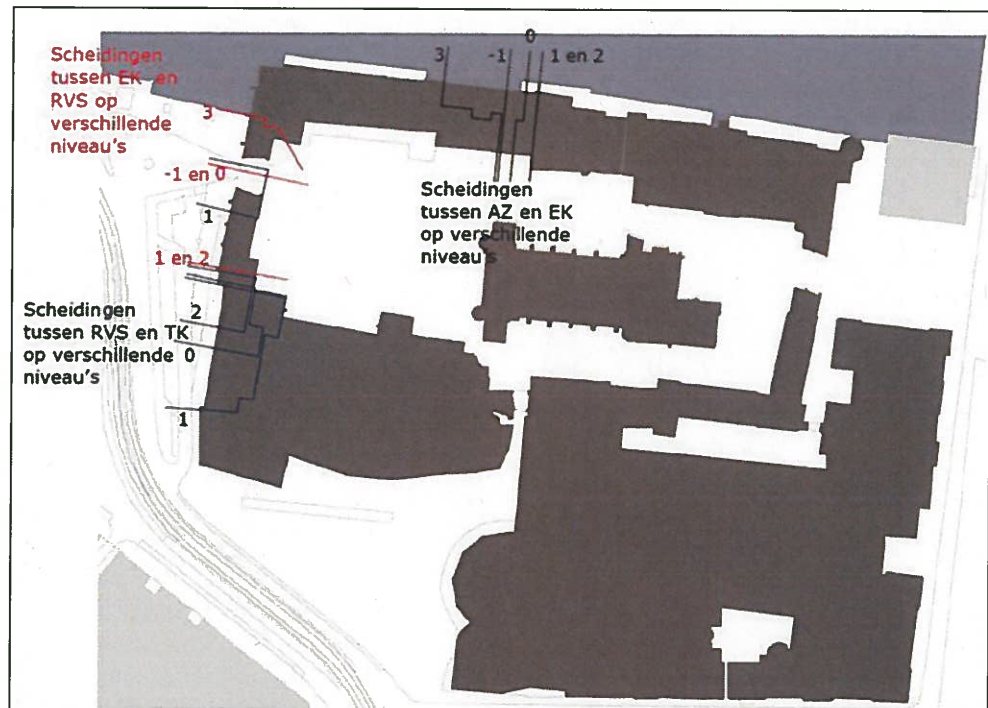 Scheidingen
tussen EK en
RVS op
verschillende
niveau's
3
-1 en 0
1
1 en 2
Scheidingen
tussen RVS en TK
op verschillende
niveau's
2
0
1
3
-1
0
1 en 2
Scheidingen
tussen AZ en EK
op verschillende
niveau's